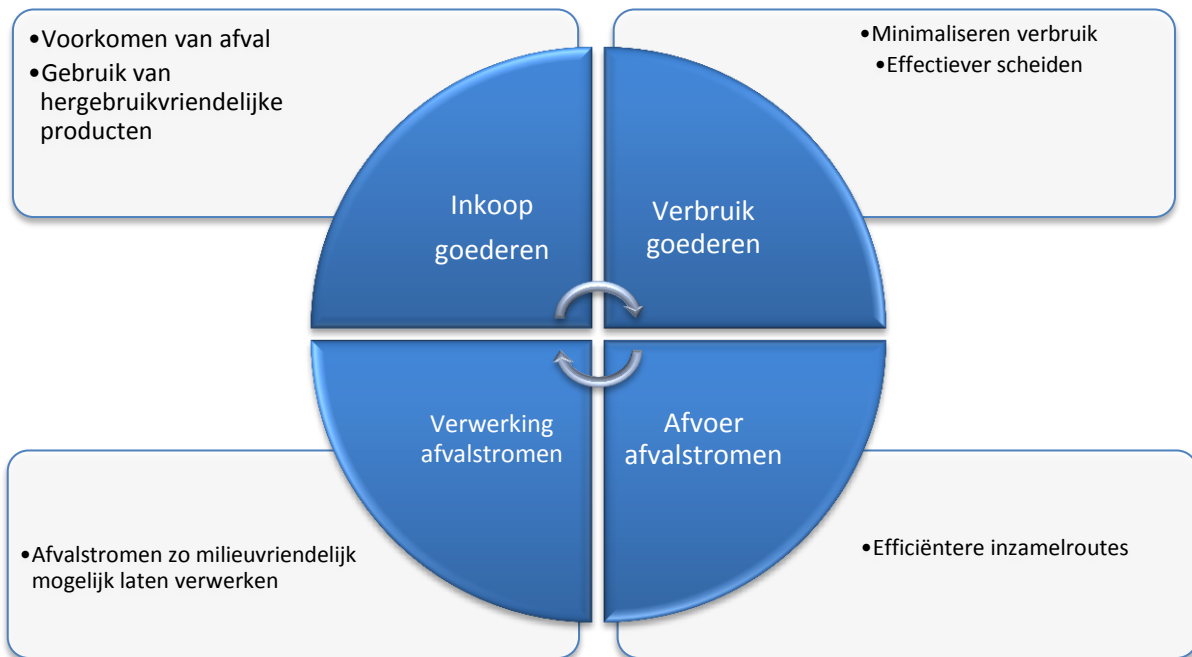 •Voorkomen van afval
•Gebruik van
hergebruikvriendelijke
producten
•Minimaliseren verbruik
•Effectiever scheiden
Inkoop
goederen
Verbruik
goederen
Verwerking
afvalstromen
Afvoer
afvalstromen
•Afvalstromen zo milieuvriendelijk
mogelijk laten verwerken
•Efficiëntere inzamelroutes